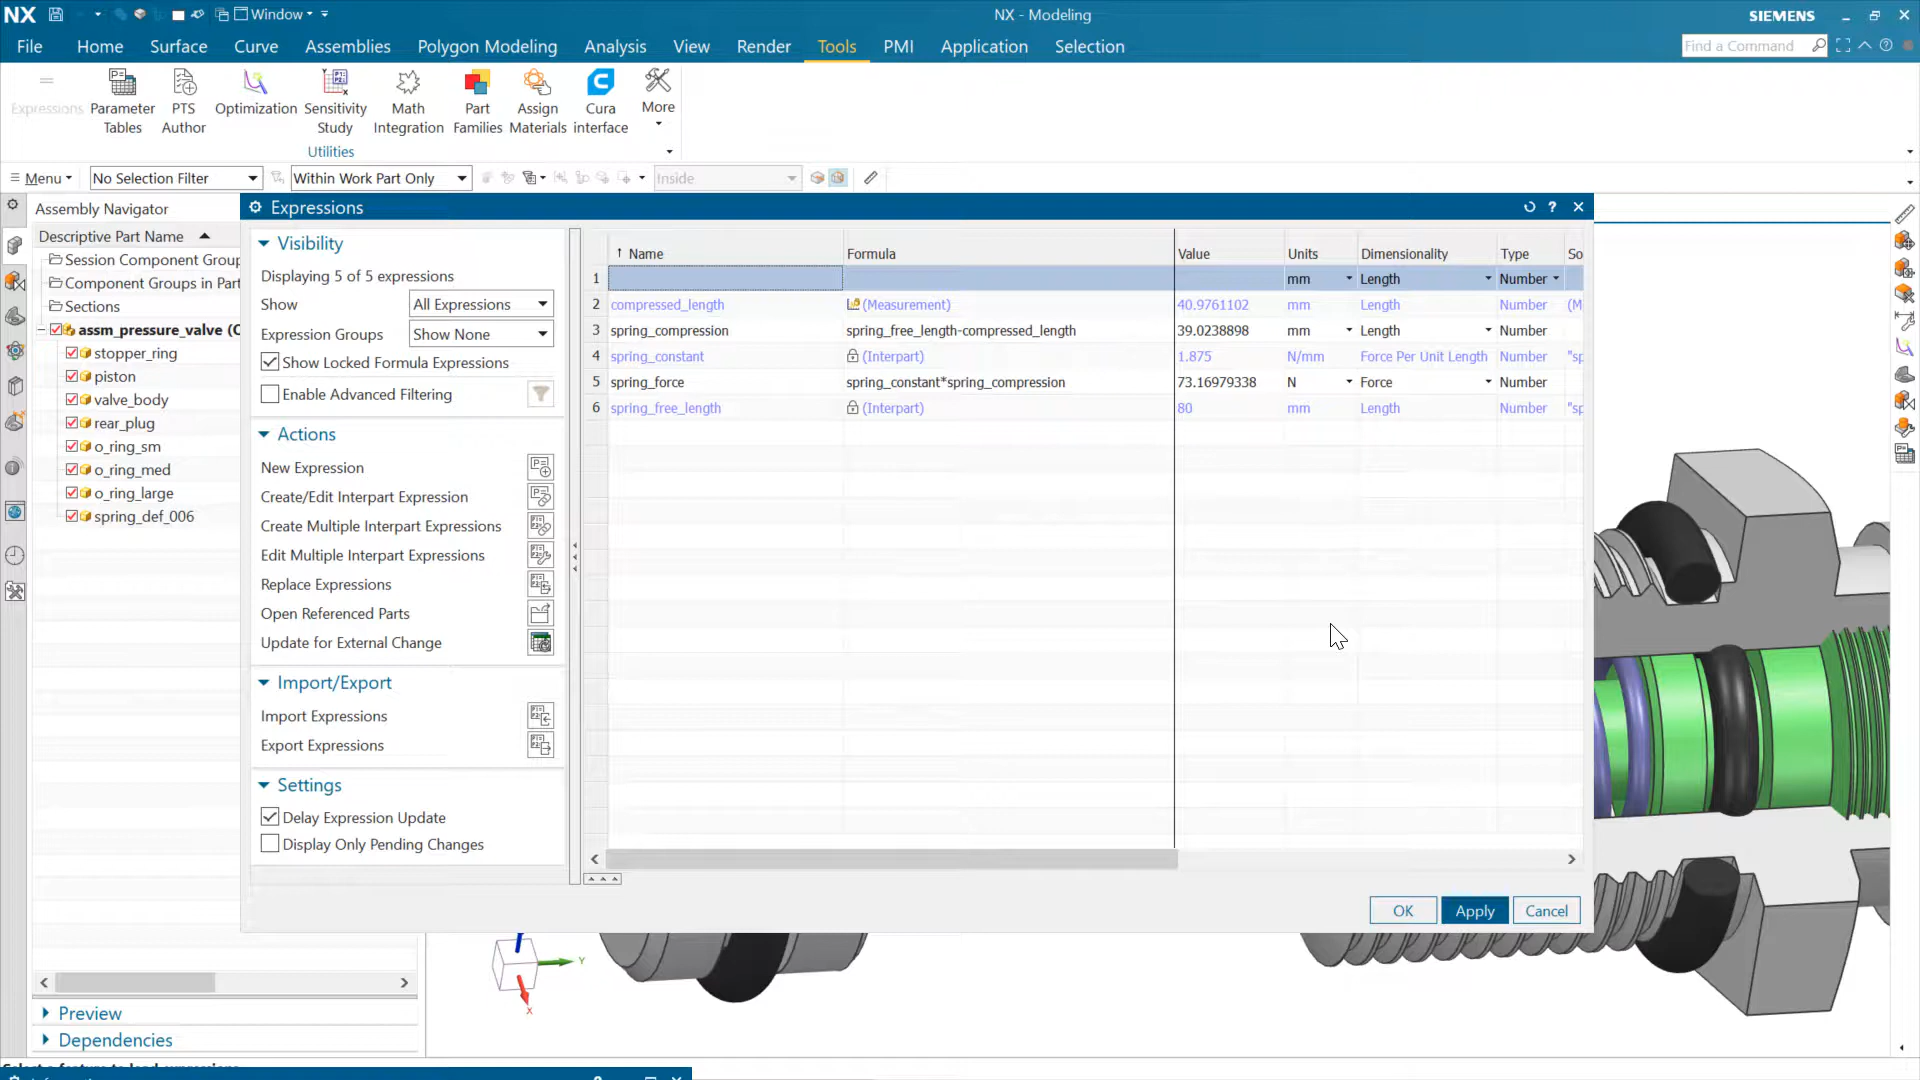 NX Window NX - Modeling SIEMENS
File Home Surface Curve Assemblies Polygon Modeling Analysis View Render Tools PMI Application Selection Find a Command
Expressions Parameter Tables PTS Author Optimization Sensitivity Study Math Integration Part Families Assign Materials Cura interface More
Utilities
Menu No Selection Filter Within Work Part Only Inside
Assembly Navigator
Descriptive Part Name
Session Component Group
Component Groups in Part
Sections
assm_pressure_valve (C
stopper_ring
piston
valve_body
rear_plug
o_ring_sm
o_ring_med
o_ring_large
spring_def_006
Preview
Dependencies
Expressions
Visibility
Displaying 5 of 5 expressions
Show All Expressions
Expression Groups Show None
Show Locked Formula Expressions
Enable Advanced Filtering
Actions
New Expression
Create/Edit Interpart Expression
Create Multiple Interpart Expressions
Edit Multiple Interpart Expressions
Replace Expressions
Open Referenced Parts
Update for External Change
Import/Export
Import Expressions
Export Expressions
Settings
Delay Expression Update
Display Only Pending Changes
↑ Name Formula Value Units Dimensionality Type So
1 mm Length Number
2 compressed_length (Measurement) 40.9761102 mm Length Number (M
3 spring_compression spring_free_length-compressed_length 39.0238898 mm Length Number
4 spring_constant (Interpart) 1.875 N/mm Force Per Unit Length Number "sp
5 spring_force spring_constant*spring_compression 73.16979338 N Force Number
6 spring_free_length (Interpart) 80 mm Length Number "sp
OK Apply Cancel
Y
X